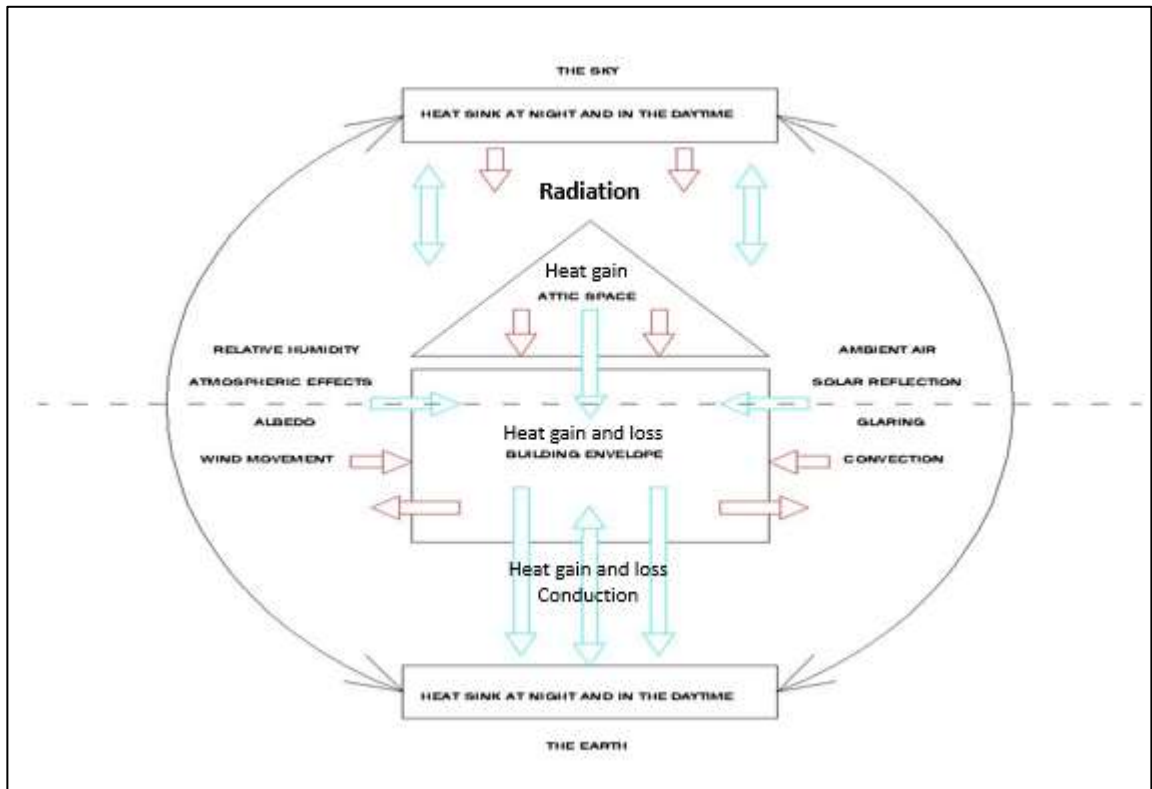 THE SKY
HEAT SINK AT NIGHT AND IN THE DAYTIME
Radiation
Heat gain
ATTIC SPACE
RELATIVE HUMIDITY
ATMOSPHERIC EFFECTS
ALBEDO
WIND MOVEMENT
AMBIENT AIR
SOLAR REFLECTION
GLARING
CONVECTION
Heat gain and loss
BUILDING ENVELOPE
Heat gain and loss
Conduction
HEAT SINK AT NIGHT AND IN THE DAYTIME
THE EARTH